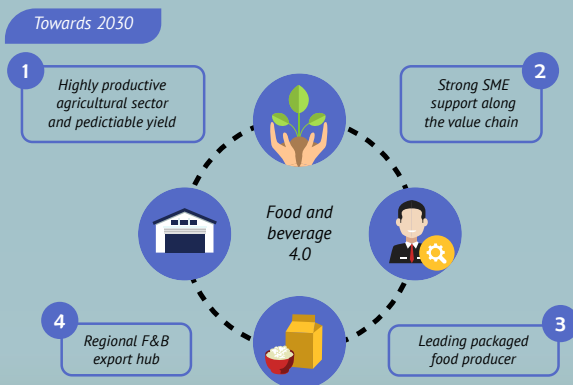 Towards 2030
1
Highly productive
agricultural sector
and pedictiable yield
2
Strong SME
support along
the value chain
Food and
beverage
4.0
4
Regional F&B
export hub
3
Leading packaged
food producer